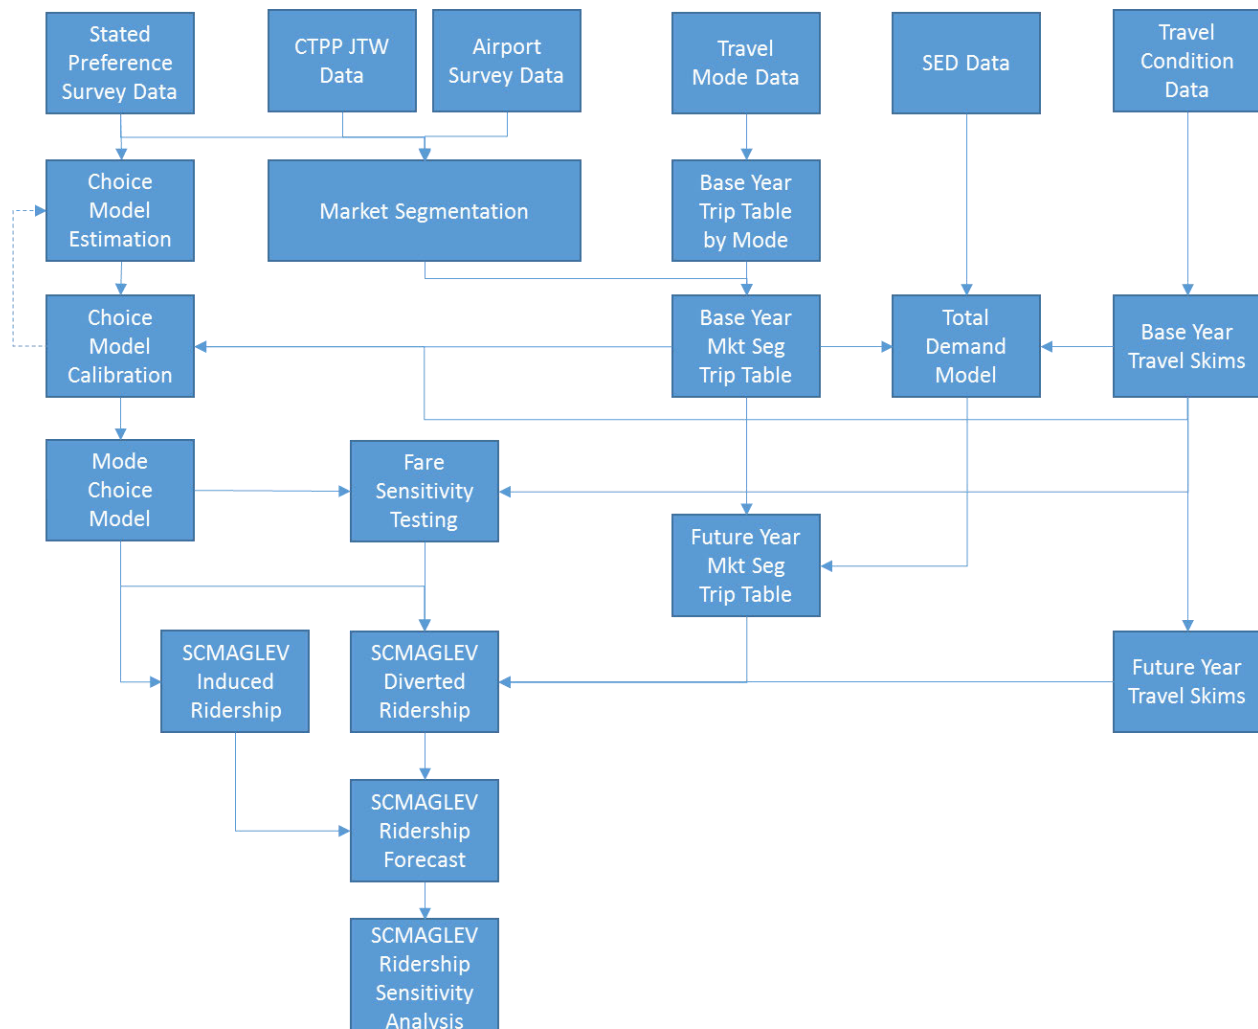 Stated
Preference
Survey Data
CTPP JTW
Data
Airport
Survey Data
Travel
Mode Data
SED Data
Travel
Condition
Data
Choice
Model
Estimation
Market Segmentation
Base Year
Trip Table
by Mode
Choice
Model
Calibration
Base Year
Mkt Seg
Trip Table
Total
Demand
Model
Base Year
Travel Skims
Mode
Choice
Model
Fare
Sensitivity
Testing
Future Year
Mkt Seg
Trip Table
SCMAGLEV
Induced
Ridership
SCMAGLEV
Diverted
Ridership
Future Year
Travel Skims
SCMAGLEV
Ridership
Forecast
SCMAGLEV
Ridership
Sensitivity
Analysis